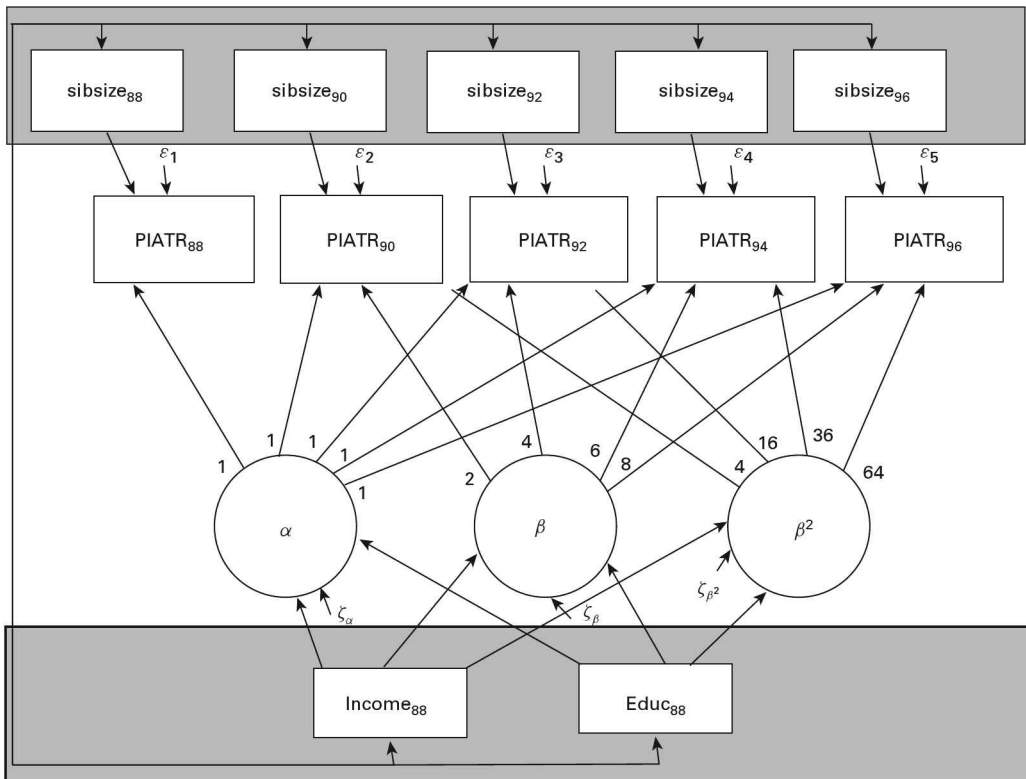 sibsize₈₈ sibsize₉₀ sibsize₉₂ sibsize₉₄ sibsize₉₆
ε₁ ε₂ ε₃ ε₄ ε₅
PIATR₈₈ PIATR₉₀ PIATR₉₂ PIATR₉₄ PIATR₉₆
1 1 1 1 1 2 4 6 8 4 16 36 64
α β β²
ζα ζβ ζβ²
Income₈₈ Educ₈₈